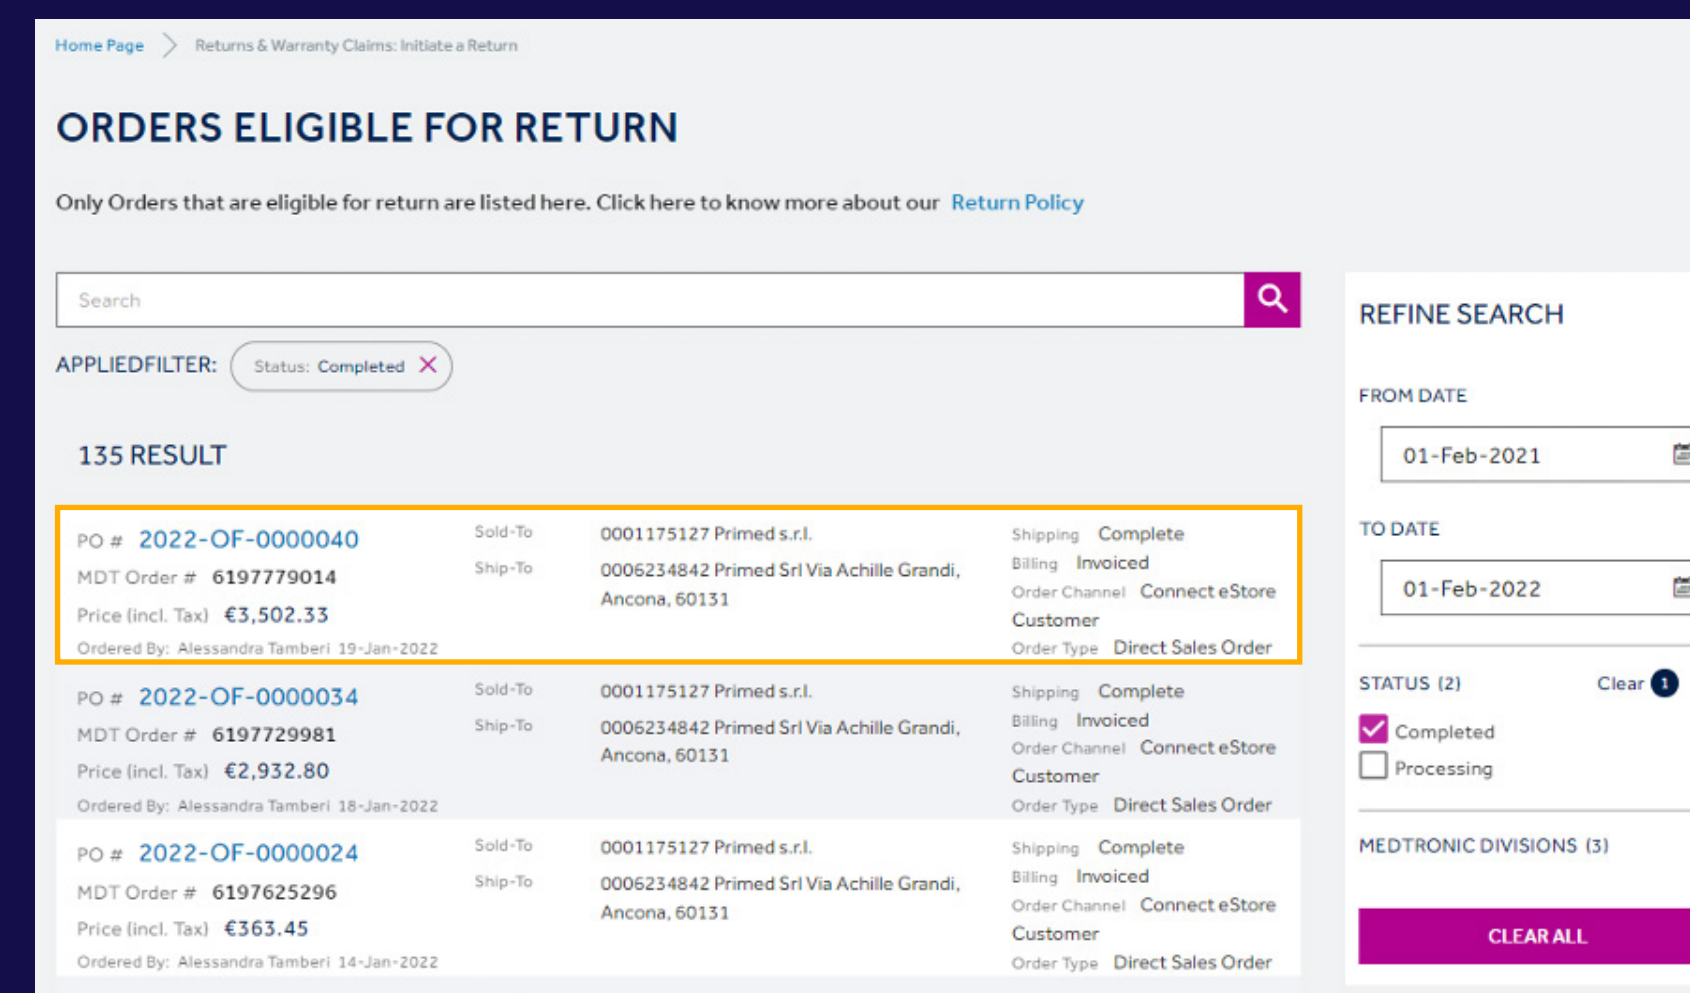 Home Page Returns & Warranty Claims: Initiate a Return
ORDERS ELIGIBLE FOR RETURN
Only Orders that are eligible for return are listed here. Click here to know more about our Return Policy
Search
APPLIEDFILTER: Status: Completed
135 RESULT
PO # 2022-OF-0000040
MDT Order # 6197779014
Price (incl. Tax) €3,502.33
Ordered By: Alessandra Tamberi 19-Jan-2022
Sold-To 0001175127 Primed s.r.l.
Ship-To 0006234842 Primed Srl Via Achille Grandi,
Ancona, 60131
Shipping Complete
Billing Invoiced
Order Channel Connect eStore
Customer
Order Type Direct Sales Order
PO # 2022-OF-0000034
MDT Order # 6197729981
Price (incl. Tax) €2,932.80
Ordered By: Alessandra Tamberi 18-Jan-2022
Sold-To 0001175127 Primed s.r.l.
Ship-To 0006234842 Primed Srl Via Achille Grandi,
Ancona, 60131
Shipping Complete
Billing Invoiced
Order Channel Connect eStore
Customer
Order Type Direct Sales Order
PO # 2022-OF-0000024
MDT Order # 6197625296
Price (incl. Tax) €363.45
Ordered By: Alessandra Tamberi 14-Jan-2022
Sold-To 0001175127 Primed s.r.l.
Ship-To 0006234842 Primed Srl Via Achille Grandi,
Ancona, 60131
Shipping Complete
Billing Invoiced
Order Channel Connect eStore
Customer
Order Type Direct Sales Order
REFINE SEARCH
FROM DATE
01-Feb-2021
TO DATE
01-Feb-2022
STATUS (2) Clear 1
Completed
Processing
MEDTRONIC DIVISIONS (3)
CLEAR ALL